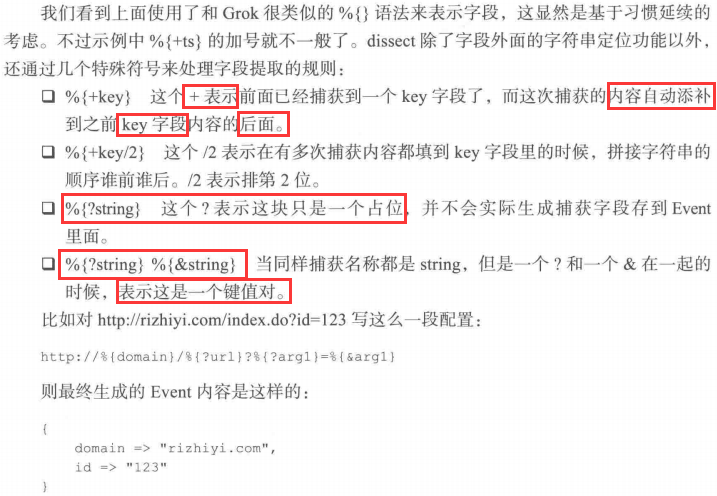 我们看到上面使用了和 Grok 很类似的 %{} 语法来表示字段，这显然是基于习惯延续的
考虑。不过示例中 %{+ts} 的加号就不一般了。dissect 除了字段外面的字符串定位功能以外，
还通过几个特殊符号来处理字段提取的规则：
❑ %{+key} 这个 + 表示前面已经捕获到一个 key 字段了，而这次捕获的内容自动添补
到之前 key 字段内容的后面。
❑ %{+key/2} 这个 /2 表示在有多次捕获内容都填到 key 字段里的时候，拼接字符串的
顺序谁前谁后。/2 表示排第 2 位。
❑ %{?string} 这个 ? 表示这块只是一个占位，并不会实际生成捕获字段存到 Event
里面。
❑ %{?string} %{&string} 当同样捕获名称都是 string，但是一个 ? 和一个 & 在一起的
时候，表示这是一个键值对。
比如对 http://rizhiyi.com/index.do?id=123 写这么一段配置：
http://%{domain}/%{?url}?%{?arg1}=%{&arg1}
则最终生成的 Event 内容是这样的：
{
domain => "rizhiyi.com",
id => "123"
}